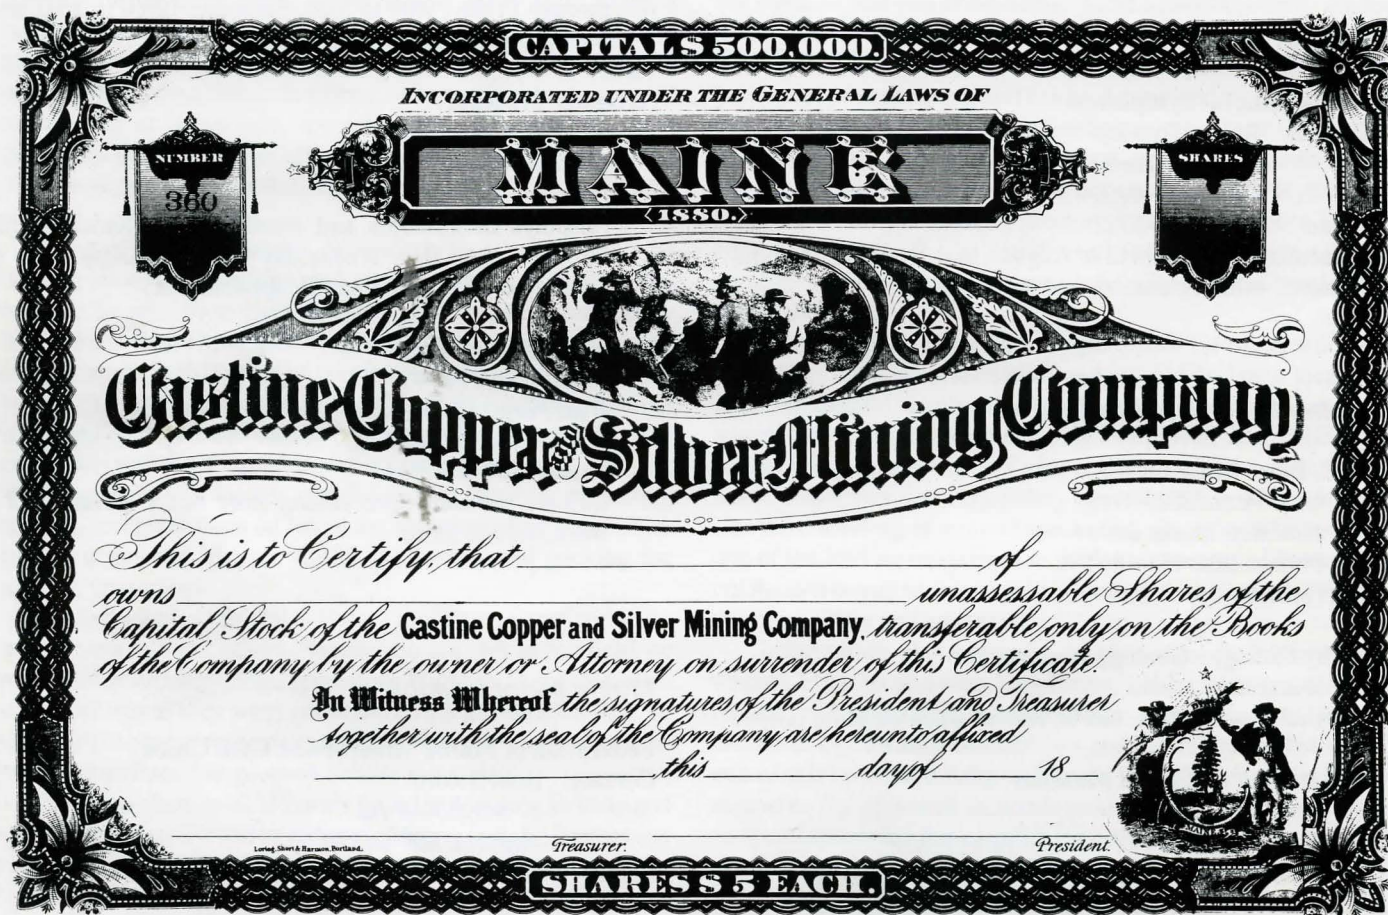 CAPITAL $ 500,000.
INCORPORATED UNDER THE GENERAL LAWS OF
MAINE
1880.
NUMBER
360
SHARES
Castine Copper and Silver Mining Company
This is to Certify, that of
owns unassessable Shares of the
Capital Stock of the Castine Copper and Silver Mining Company, transferable only on the Books
of the Company by the owner or Attorney on surrender of this Certificate.
In Witness Whereof the signatures of the President and Treasurer
together with the seal of the Company are hereunto affixed
this day of 18
Loring, Short & Harmon, Portland.
Treasurer.
President.
MAINE
SHARES $ 5 EACH.